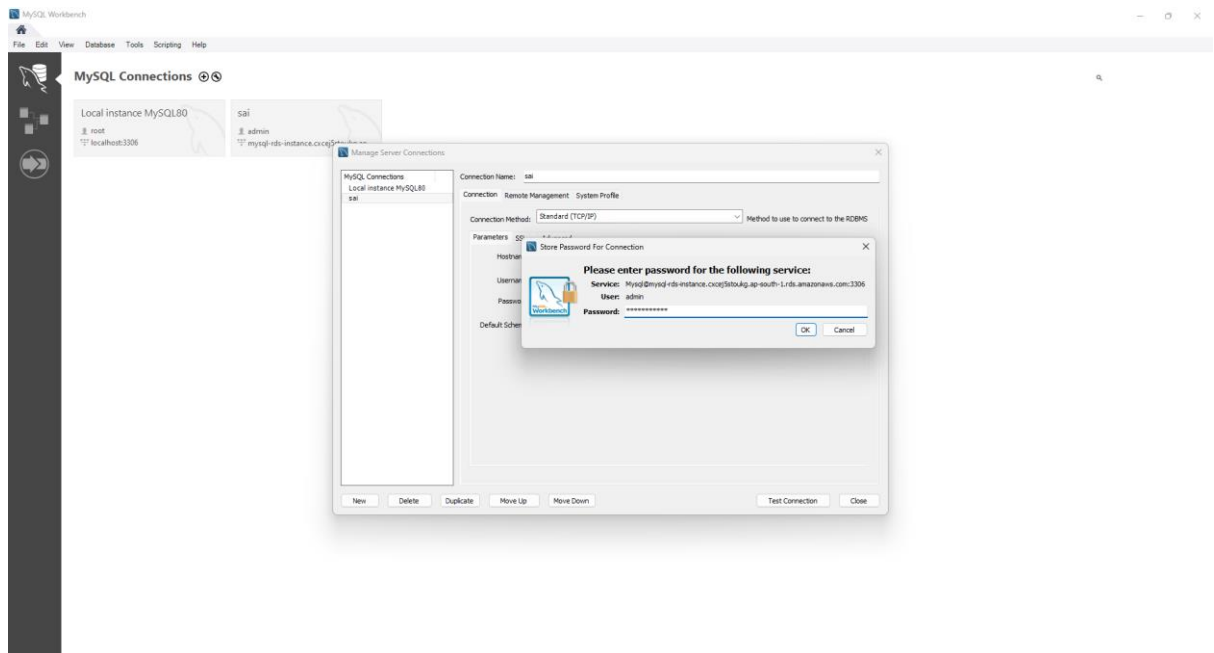 MySQL Workbench
File Edit View Database Tools Scripting Help
MySQL Connections
Local instance MySQL80
root
localhost:3306
sai
admin
Manage Server Connections
MySQL Connections
Local instance MySQL80
sai
Connection Name: sai
Connection Remote Management System Profile
Connection Method: Standard (TCP/IP) Method to use to connect to the RDBMS
Parameters
Default
Store Password For Connection
Please enter password for the following service:
Service: Mysql@mysql-rds-instance.cxcej5stoukg.ap-south-1.rds.amazonaws.com:3306
User: admin
Workbench
Password: ***********
OK Cancel
New Delete Duplicate Move Up Move Down Test Connection Close